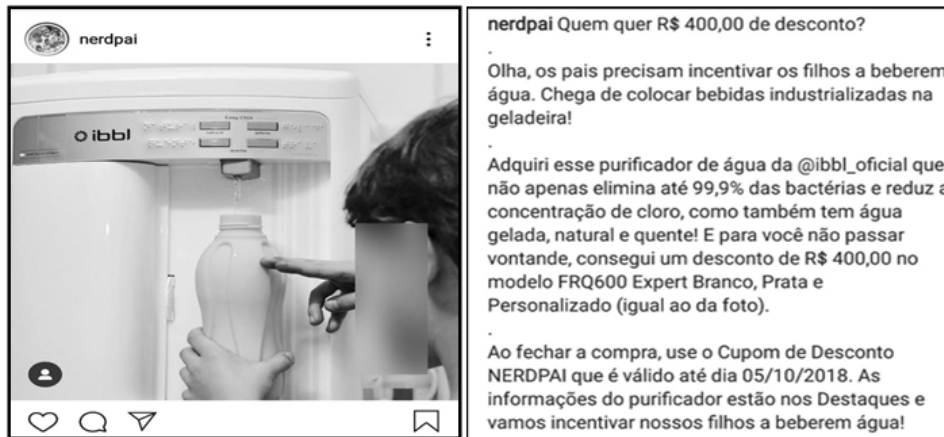 nerdpai
ibbl
nerdpai Quem quer R$ 400,00 de desconto?
.
Olha, os pais precisam incentivar os filhos a beberem
água. Chega de colocar bebidas industrializadas na
geladeira!
.
Adquiri esse purificador de água da @ibbl_oficial que
não apenas elimina até 99,9% das bactérias e reduz a
concentração de cloro, como também tem água
gelada, natural e quente! E para você não passar
vontande, consegui um desconto de R$ 400,00 no
modelo FRQ600 Expert Branco, Prata e
Personalizado (igual ao da foto).
.
Ao fechar a compra, use o Cupom de Desconto
NERDPAI que é válido até dia 05/10/2018. As
informações do purificador estão nos Destaques e
vamos incentivar nossos filhos a beberem água!